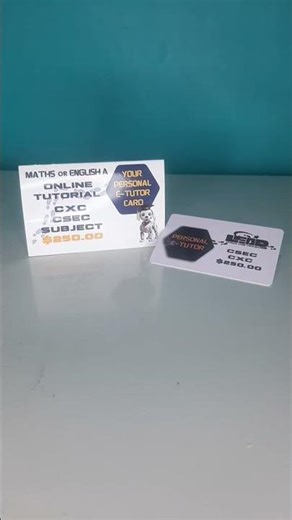 MATHS OR ENGLISH A
ONLINE
TUTORIAL
CXC
CSEC
SUBJECT
$250.00
YOUR
PERSONAL
E-TUTOR
CARD
PERSONAL
E-TUTOR
CSEC
CXC
$250.00